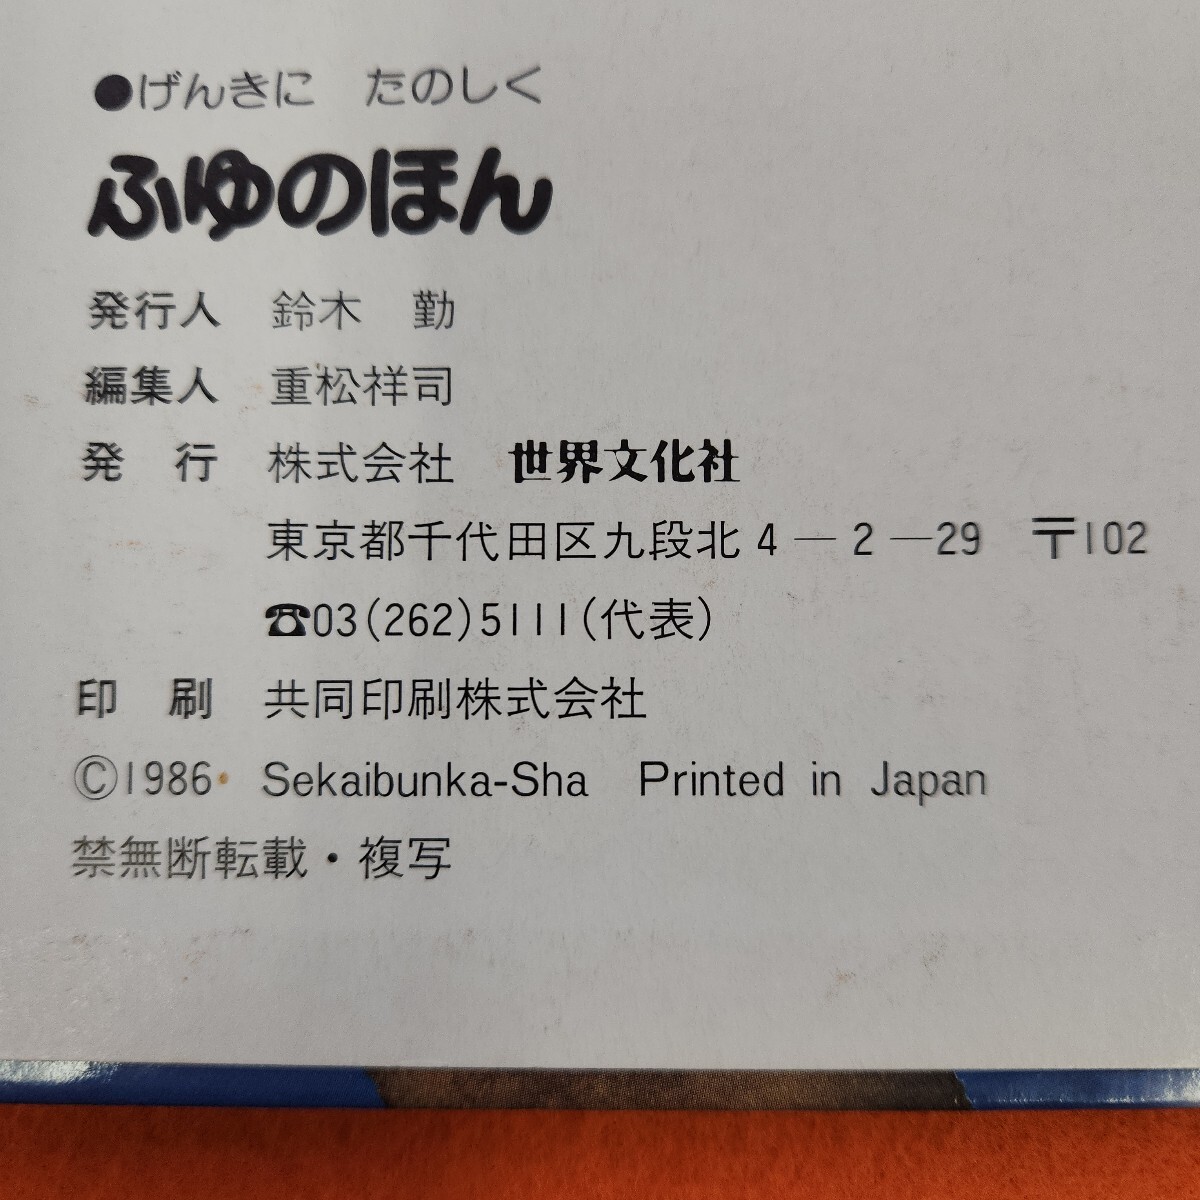 ●げんきに　たのしく
ふゆのほん
発行人　鈴木　勤
編集人　重松祥司
発　行　株式会社　世界文化社
東京都千代田区九段北4－2－29　〒102
☎03(262)5111(代表)
印　刷　共同印刷株式会社
©1986・ Sekaibunka-Sha　Printed in Japan
禁無断転載・複写